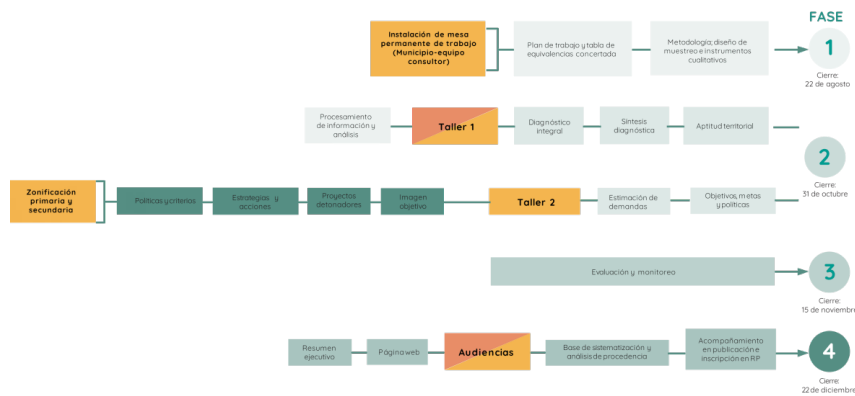 FASE
Instalación de mesa
permanente de trabajo
(Municipio-equipo
consultor)
Plan de trabajo y tabla de
equivalencias concertada
Metodología; diseño de
muestreo e instrumentos
cualitativos
1
Cierre:
22 de agosto
Procesamiento
de información y
análisis
Taller 1
Diagnóstico
integral
Síntesis
diagnóstica
Aptitud territorial
2
Cierre:
31 de octubre
Zonificación
primaria y
secundaria
Políticas y criterios
Estrategias y
acciones
Proyectos
detonadores
Imagen
objetivo
Taller 2
Estimación de
demandas
Objetivos, metas
y políticas
Evaluación y monitoreo
3
Cierre:
15 de noviembre
Resumen
ejecutivo
Página web
Audiencias
Base de sistematización y
análisis de procedencia
Acompañamiento
en publicación e
inscripción en RP
4
Cierre:
22 de diciembre